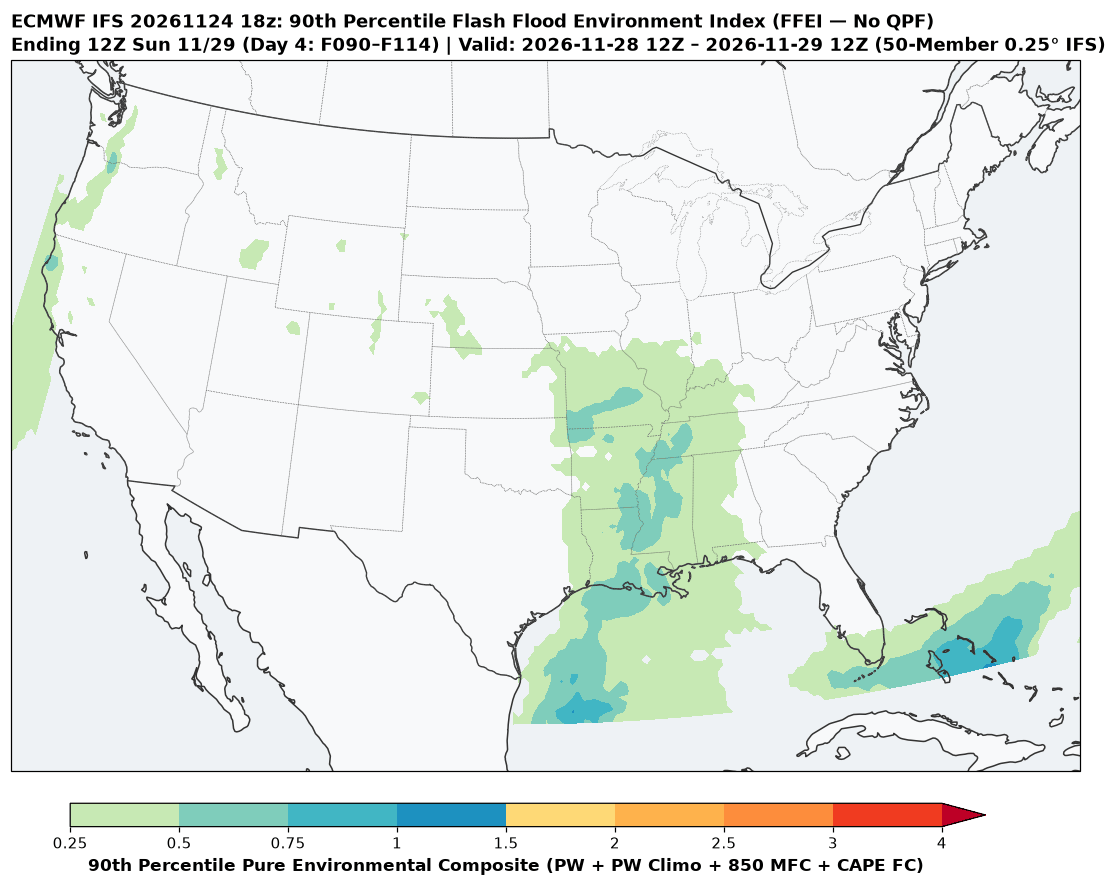 ECMWF IFS 20261124 18z: 90th Percentile Flash Flood Environment Index (FFEI — No QPF)
Ending 12Z Sun 11/29 (Day 4: F090–F114) | Valid: 2026-11-28 12Z – 2026-11-29 12Z (50-Member 0.25° IFS)
0.25 0.5 0.75 1 1.5 2 2.5 3 4
90th Percentile Pure Environmental Composite (PW + PW Climo + 850 MFC + CAPE FC)